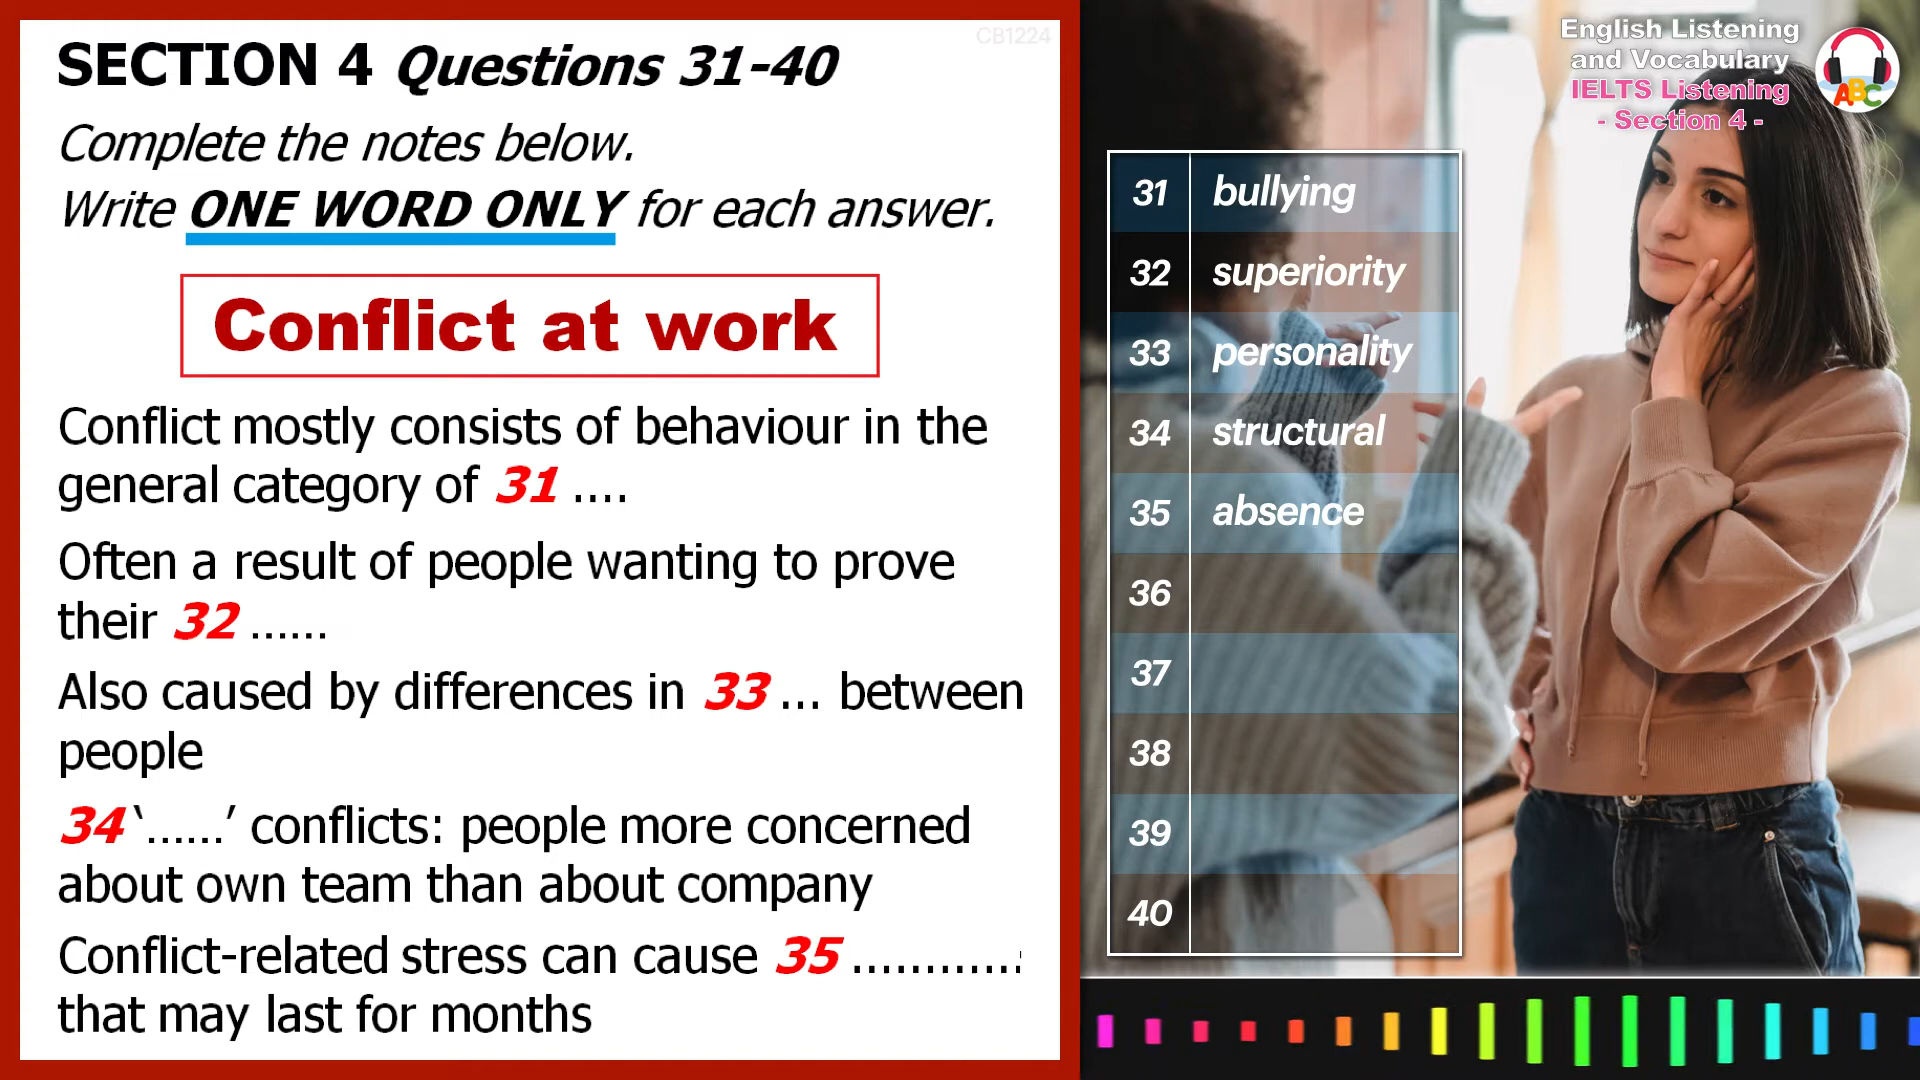 CB1224
SECTION 4 Questions 31-40
Complete the notes below.
Write ONE WORD ONLY for each answer.
Conflict at work
Conflict mostly consists of behaviour in the
general category of 31 ....
Often a result of people wanting to prove
their 32 ......
Also caused by differences in 33 ... between
people
34 ‘......’ conflicts: people more concerned
about own team than about company
Conflict-related stress can cause 35 ............
that may last for months
English Listening
and Vocabulary
IELTS Listening
- Section 4 -
ABC
31 bullying
32 superiority
33 personality
34 structural
35 absence
36
37
38
39
40